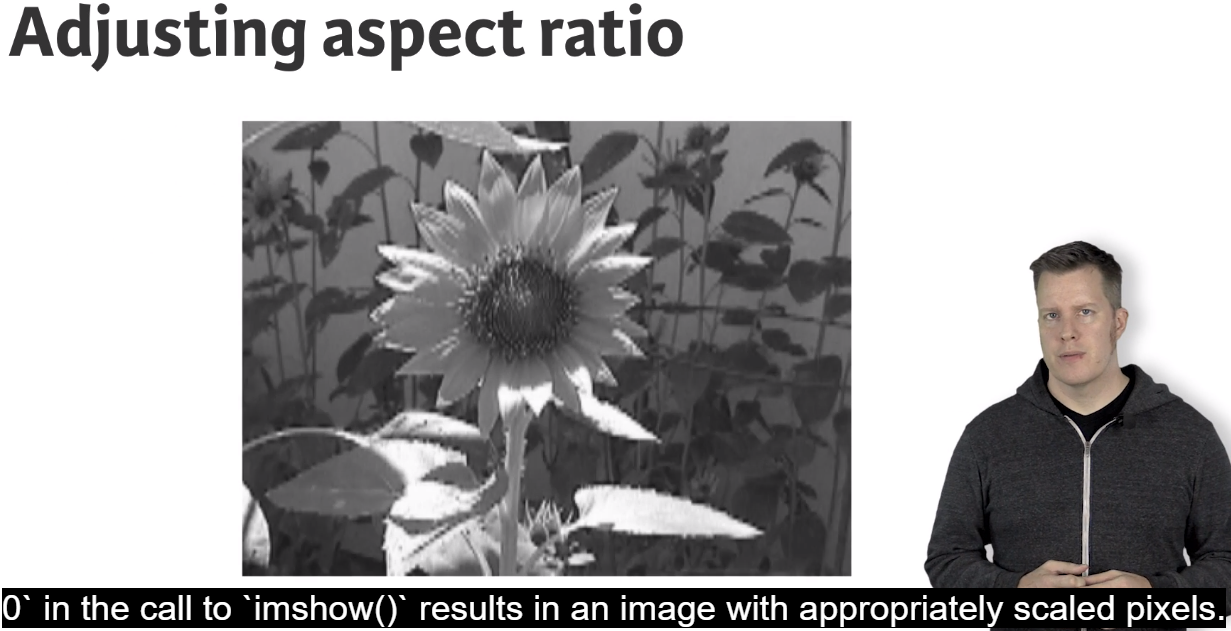 Adjusting aspect ratio
0` in the call to `imshow()` results in an image with appropriately scaled pixels.